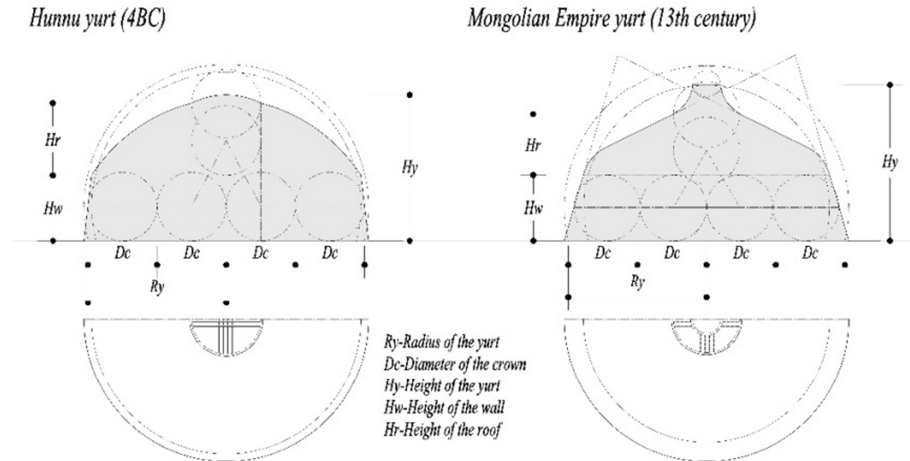 Hunnu yurt (4BC)
Mongolian Empire yurt (13th century)
Hr
Hw
Hy
Dc
Dc
Dc
Dc
Ry
Hr
Hw
Hy
Dc
Dc
Dc
Dc
Ry-Radius of the yurt
Dc-Diameter of the crown
Hy-Height of the yurt
Hw-Height of the wall
Hr-Height of the roof